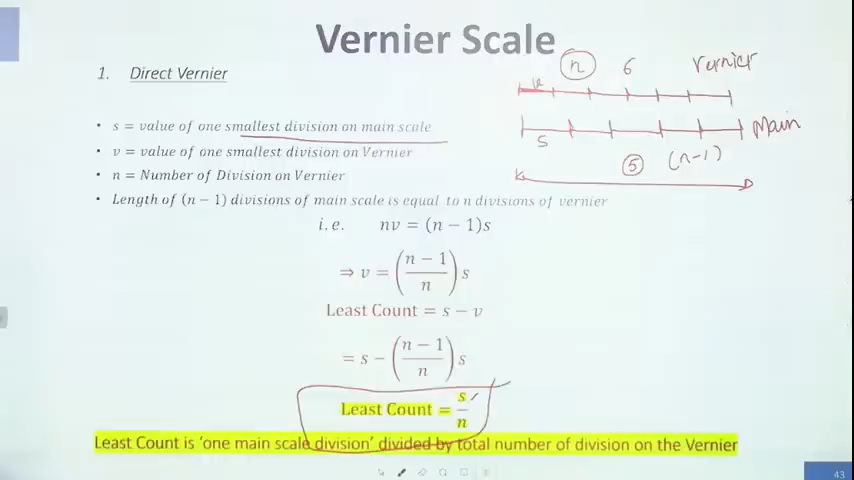 Vernier Scale
1. Direct Vernier
• s = value of one smallest division on main scale
• v = value of one smallest division on Vernier
• n = Number of Division on Vernier
• Length of (n − 1) divisions of main scale is equal to n divisions of vernier
i.e. nv = (n − 1)s
⇒ v = ((n − 1)/n) s
Least Count = s − v
= s − ((n − 1)/n) s
Least Count = s/n
Least Count is 'one main scale division' divided by total number of division on the Vernier
n 6 Vernier
v
Main
s
5 (n-1)
43